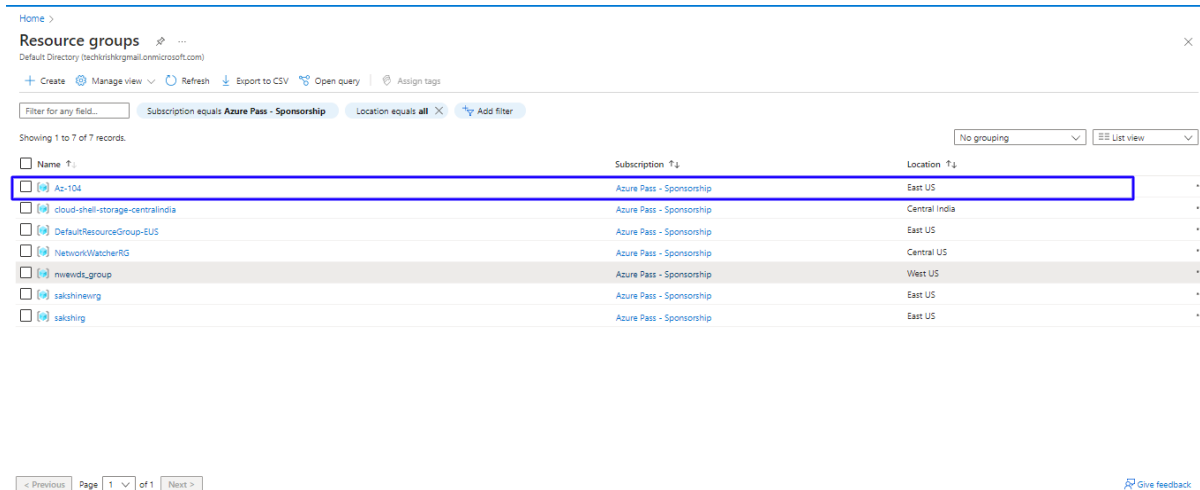 Home >
Resource groups
Default Directory (techkrishkrgmail.onmicrosoft.com)
Create Manage view Refresh Export to CSV Open query Assign tags
Filter for any field... Subscription equals Azure Pass - Sponsorship Location equals all Add filter
Showing 1 to 7 of 7 records. No grouping List view
Name Subscription Location
Az-104 Azure Pass - Sponsorship East US
cloud-shell-storage-centralindia Azure Pass - Sponsorship Central India
DefaultResourceGroup-EUS Azure Pass - Sponsorship East US
NetworkWatcherRG Azure Pass - Sponsorship Central US
nwewds_group Azure Pass - Sponsorship West US
sakshinewrg Azure Pass - Sponsorship East US
sakshirg Azure Pass - Sponsorship East US
< Previous Page 1 of 1 Next > Give feedback